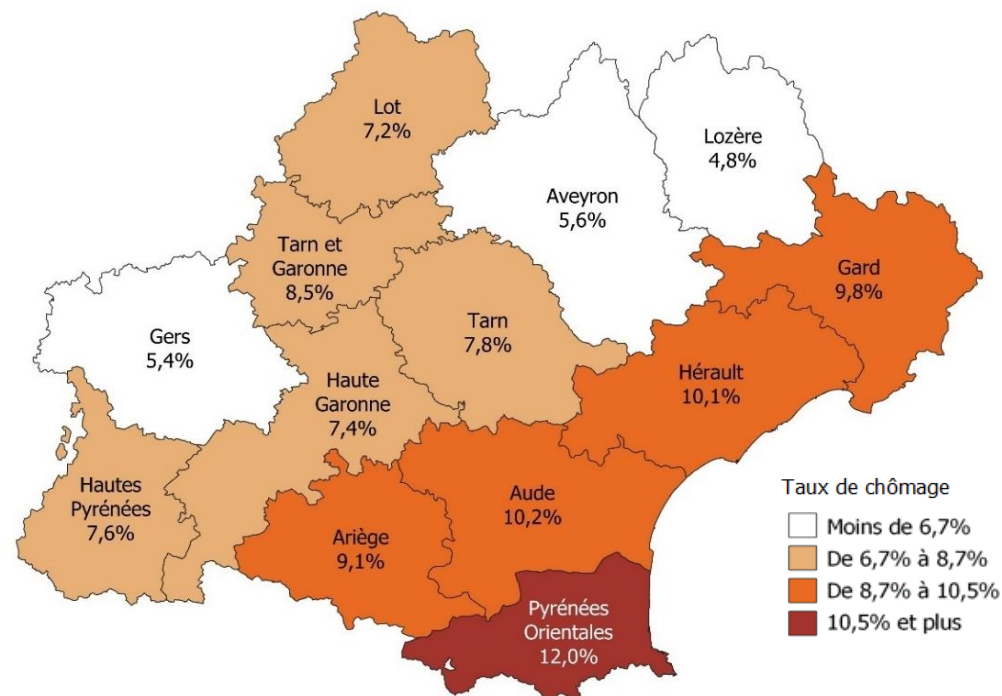 Lot
7,2%
Lozère
4,8%
Aveyron
5,6%
Tarn et
Garonne
8,5%
Gard
9,8%
Gers
5,4%
Tarn
7,8%
Haute
Garonne
7,4%
Hérault
10,1%
Hautes
Pyrénées
7,6%
Ariège
9,1%
Aude
10,2%
Pyrénées
Orientales
12,0%
Taux de chômage
Moins de 6,7%
De 6,7% à 8,7%
De 8,7% à 10,5%
10,5% et plus